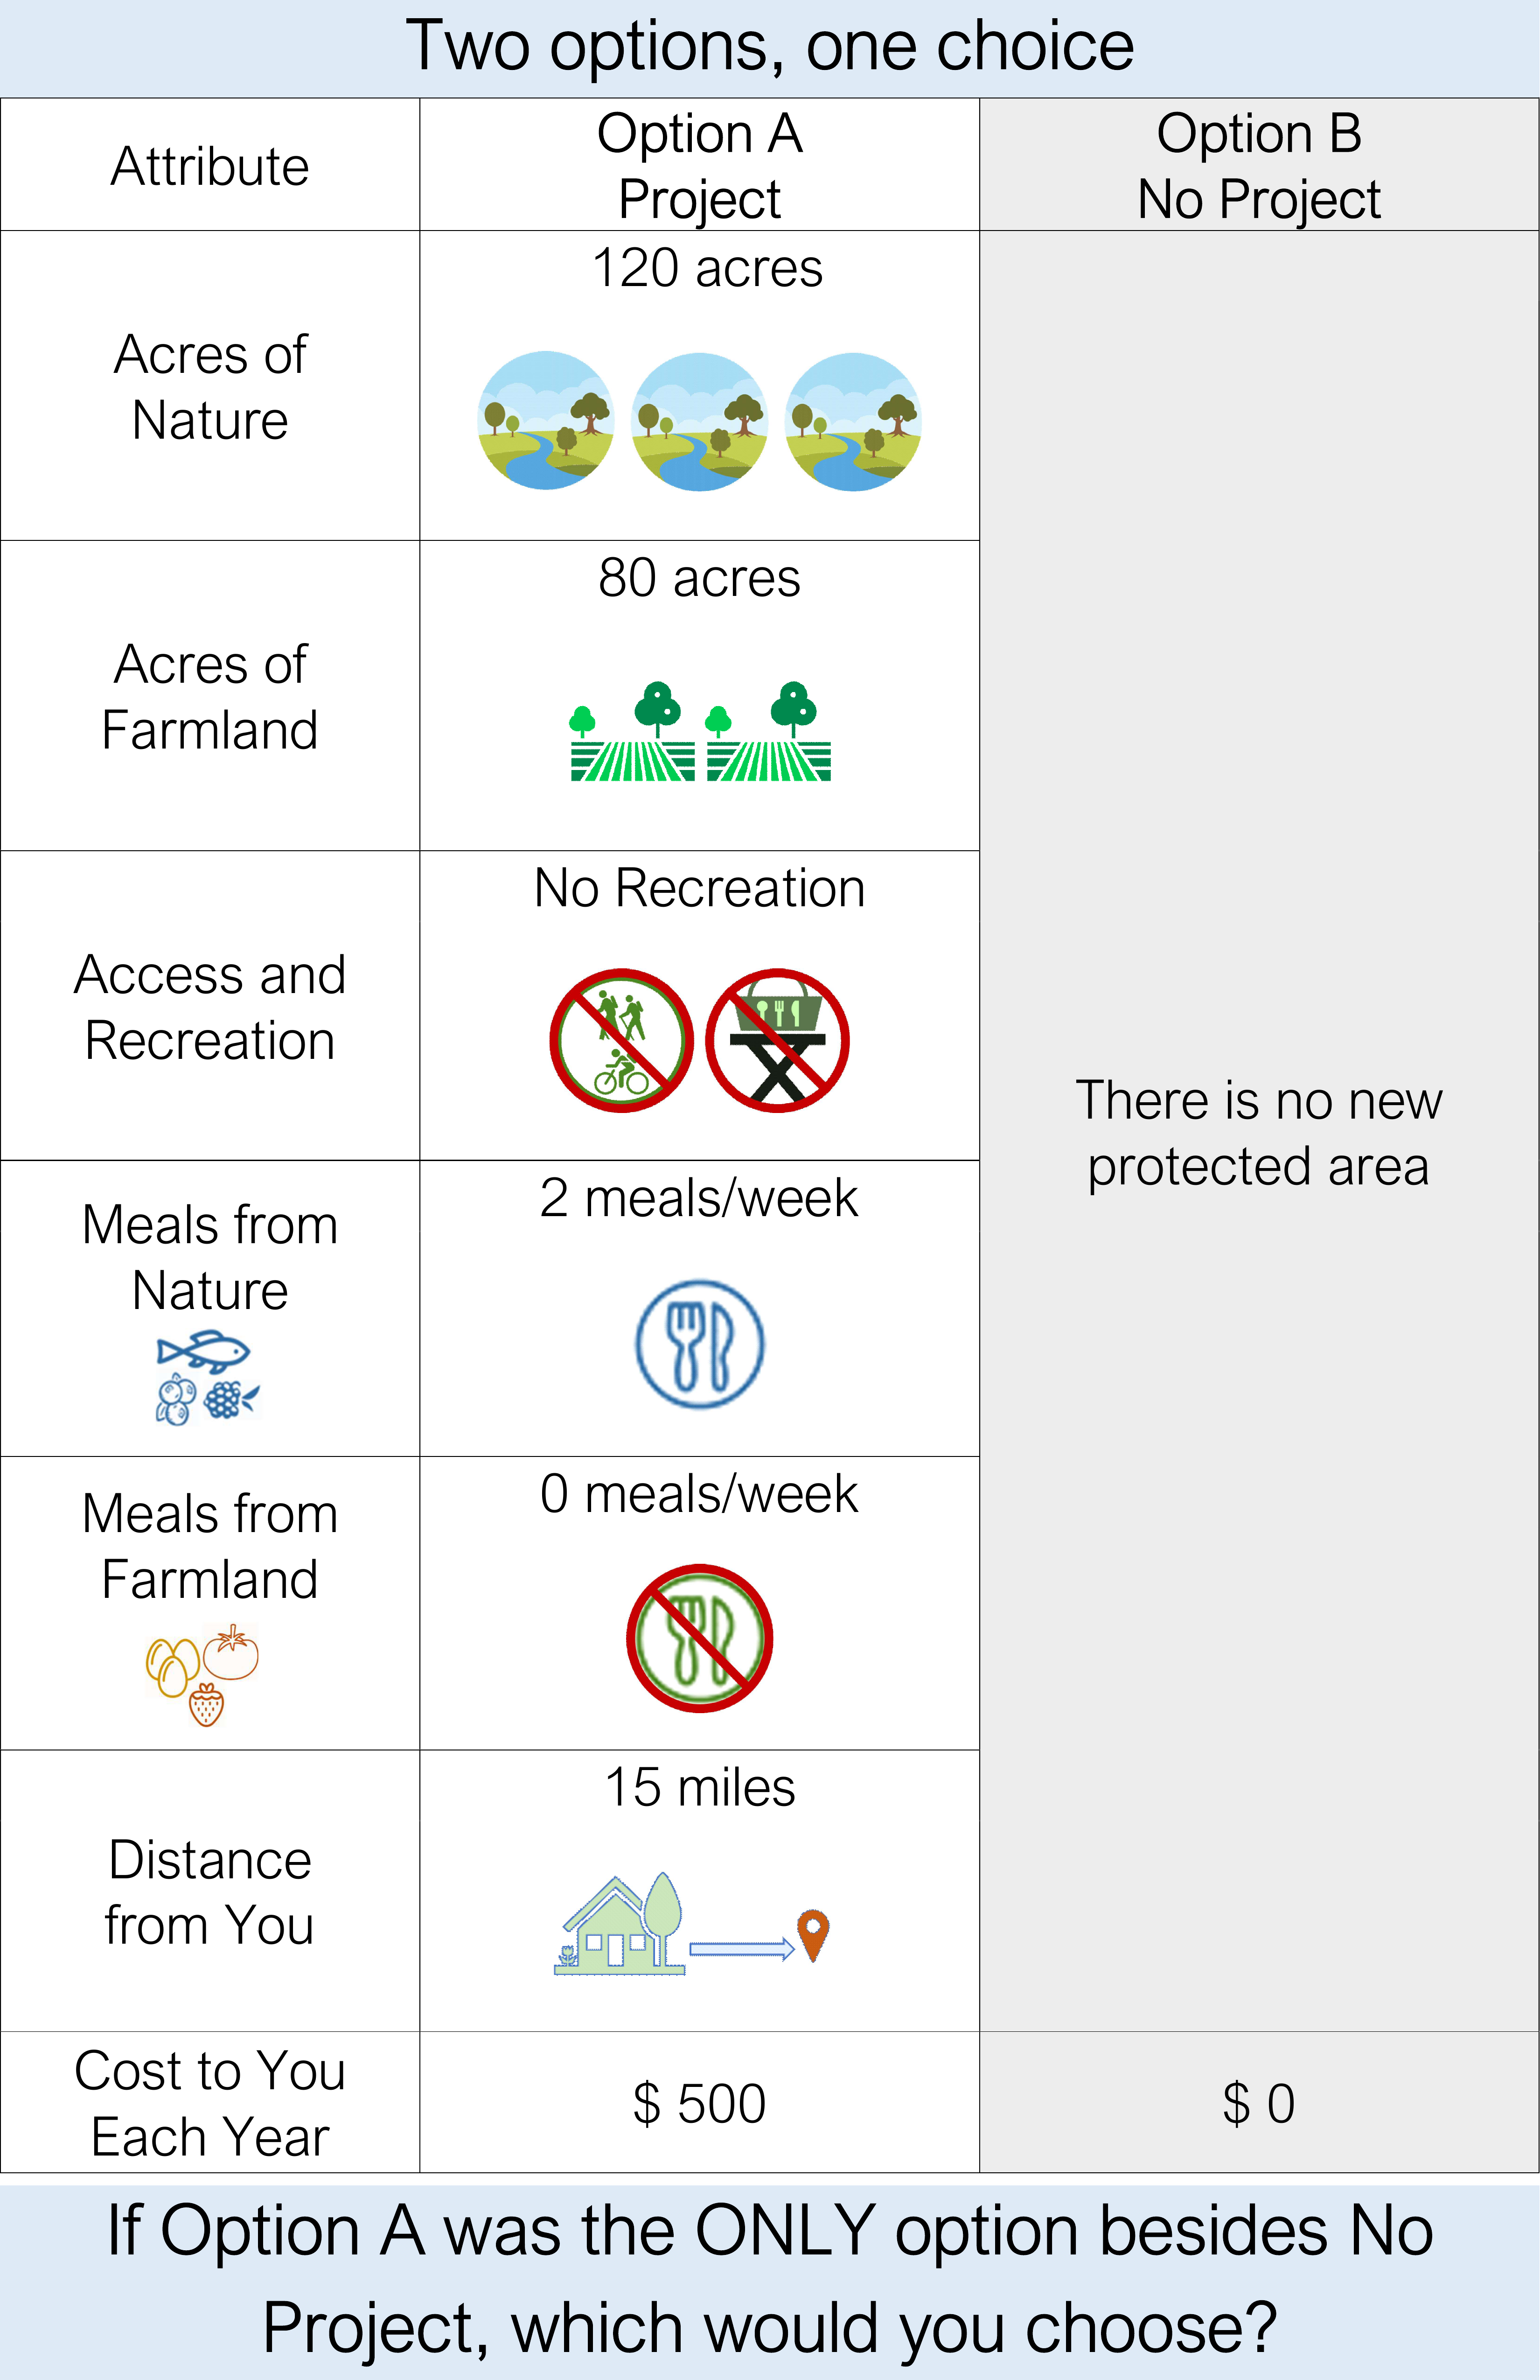 Two options, one choice
Attribute
Option A
Project
Option B
No Project
Acres of
Nature
120 acres
Acres of
Farmland
80 acres
Access and
Recreation
No Recreation
There is no new
protected area
Meals from
Nature
2 meals/week
Meals from
Farmland
0 meals/week
Distance
from You
15 miles
Cost to You
Each Year
$ 500
$ 0
If Option A was the ONLY option besides No
Project, which would you choose?